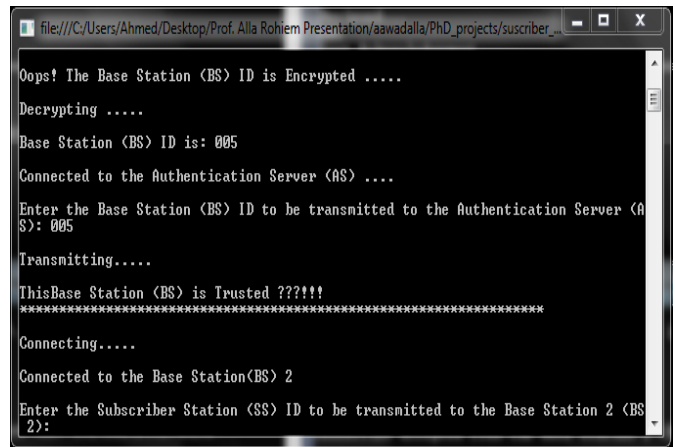 file:///C:/Users/Ahmed/Desktop/Prof. Alla Rohiem Presentation/aawadalla/PhD_projects/suscriber_...
Oops! The Base Station (BS) ID is Encrypted .....
Decrypting .....
Base Station (BS) ID is: 005
Connected to the Authentication Server (AS) ....
Enter the Base Station (BS) ID to be transmitted to the Authentication Server (A
S): 005
Transmitting.....
ThisBase Station (BS) is Trusted ???!!!
*******************************************************************
Connecting.....
Connected to the Base Station(BS) 2
Enter the Subscriber Station (SS) ID to be transmitted to the Base Station 2 (BS
2):